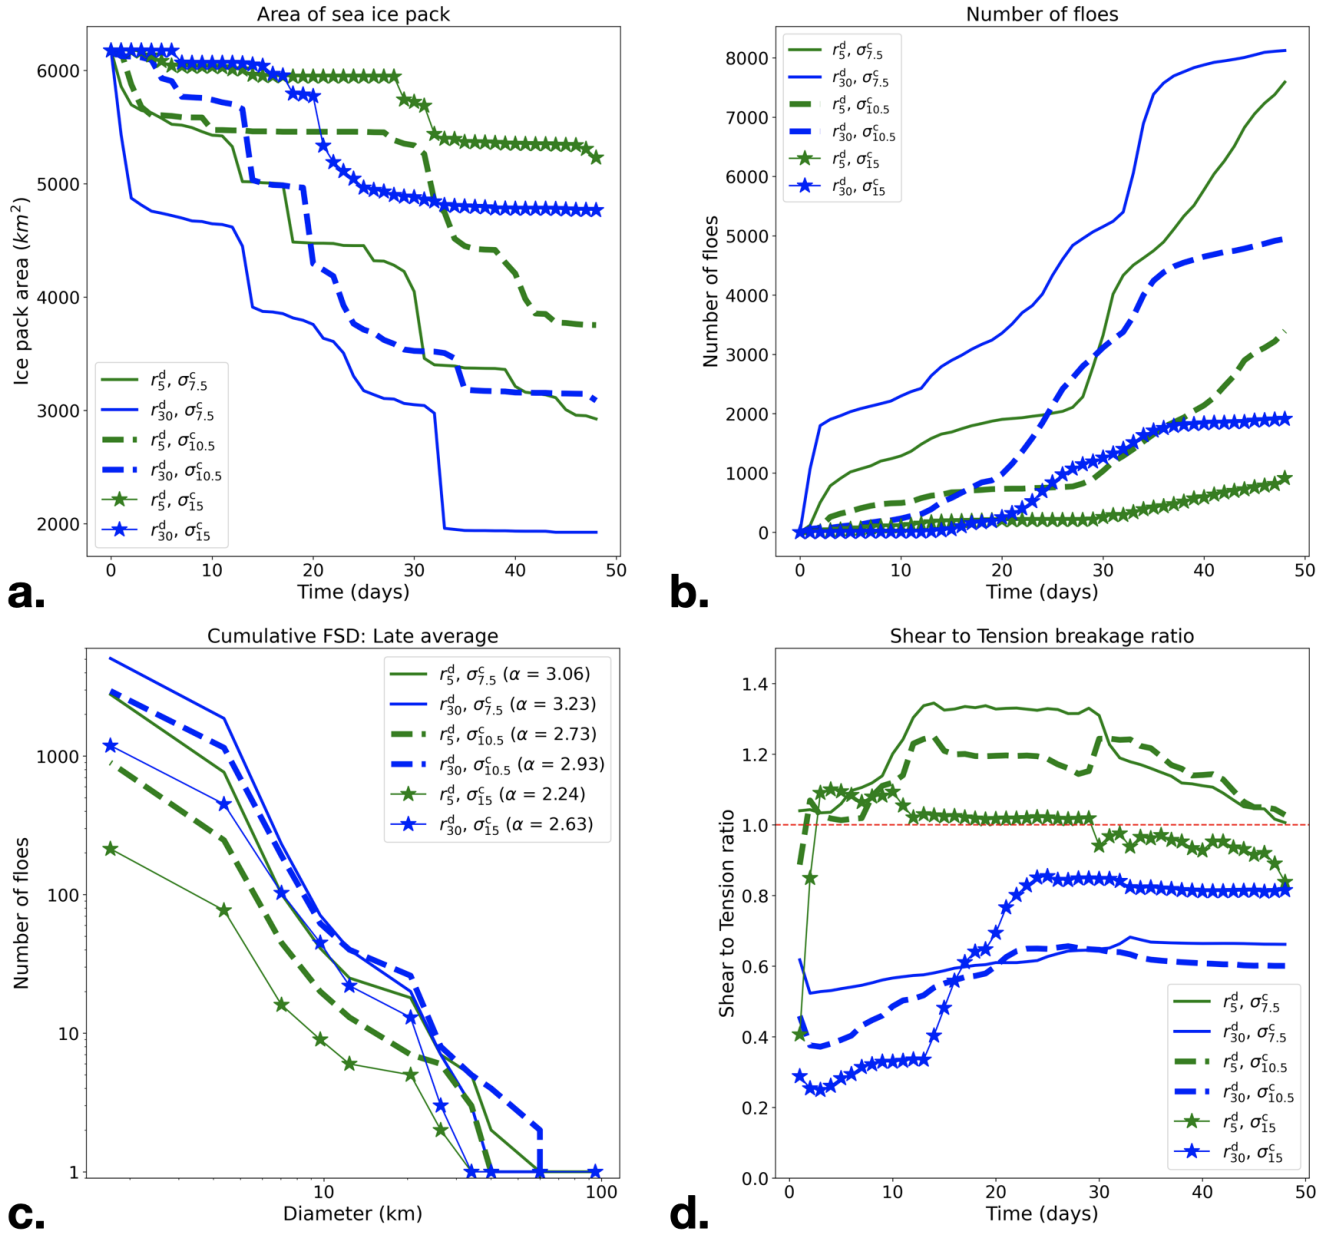 Area of sea ice pack
Ice pack area (km²)
6000
5000
4000
3000
2000
r₅ᵈ, σ₇.₅ᶜ
r₃₀ᵈ, σ₇.₅ᶜ
r₅ᵈ, σ₁₀.₅ᶜ
r₃₀ᵈ, σ₁₀.₅ᶜ
r₅ᵈ, σ₁₅ᶜ
r₃₀ᵈ, σ₁₅ᶜ
0 10 20 30 40 50
Time (days)
a.
Number of floes
Number of floes
8000
7000
6000
5000
4000
3000
2000
1000
0
r₅ᵈ, σ₇.₅ᶜ
r₃₀ᵈ, σ₇.₅ᶜ
r₅ᵈ, σ₁₀.₅ᶜ
r₃₀ᵈ, σ₁₀.₅ᶜ
r₅ᵈ, σ₁₅ᶜ
r₃₀ᵈ, σ₁₅ᶜ
0 10 20 30 40 50
Time (days)
b.
Cumulative FSD: Late average
Number of floes
1000
100
10
1
r₅ᵈ, σ₇.₅ᶜ (α = 3.06)
r₃₀ᵈ, σ₇.₅ᶜ (α = 3.23)
r₅ᵈ, σ₁₀.₅ᶜ (α = 2.73)
r₃₀ᵈ, σ₁₀.₅ᶜ (α = 2.93)
r₅ᵈ, σ₁₅ᶜ (α = 2.24)
r₃₀ᵈ, σ₁₅ᶜ (α = 2.63)
10 100
Diameter (km)
c.
Shear to Tension breakage ratio
Shear to Tension ratio
1.4
1.2
1.0
0.8
0.6
0.4
0.2
0.0
r₅ᵈ, σ₇.₅ᶜ
r₃₀ᵈ, σ₇.₅ᶜ
r₅ᵈ, σ₁₀.₅ᶜ
r₃₀ᵈ, σ₁₀.₅ᶜ
r₅ᵈ, σ₁₅ᶜ
r₃₀ᵈ, σ₁₅ᶜ
0 10 20 30 40 50
Time (days)
d.